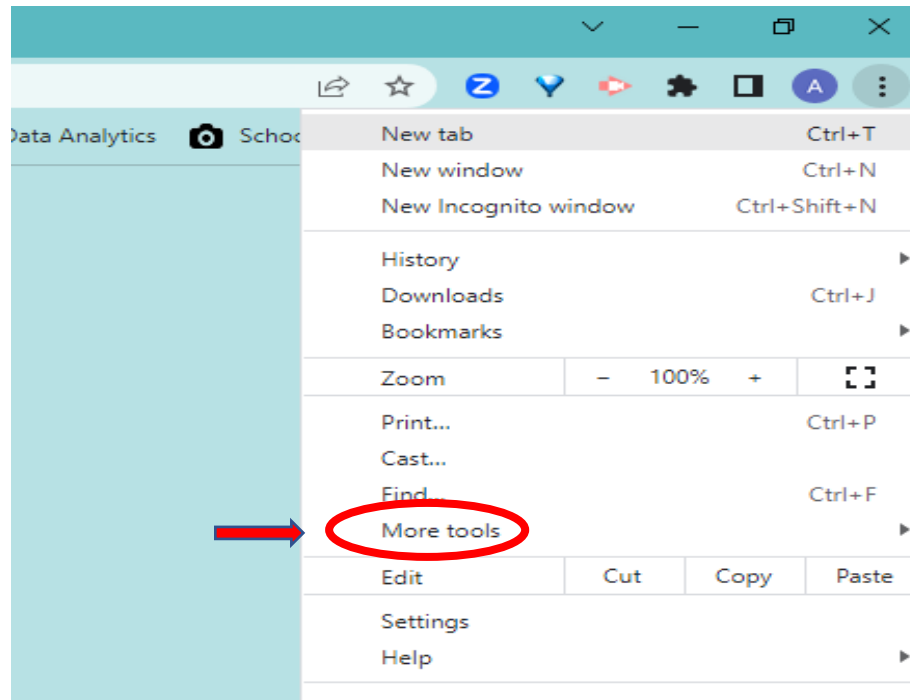 Z
A
Data Analytics
New tab Ctrl+T
New window Ctrl+N
New Incognito window Ctrl+Shift+N
History
Downloads Ctrl+J
Bookmarks
Zoom – 100% +
Print... Ctrl+P
Cast...
Find... Ctrl+F
More tools
Edit Cut Copy Paste
Settings
Help